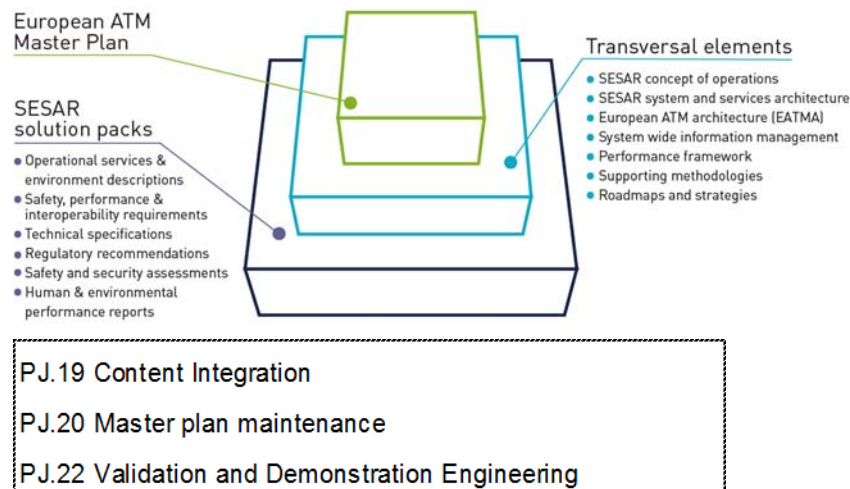 European ATM
Master Plan
SESAR
solution packs
• Operational services &
environment descriptions
• Safety, performance &
interoperability requirements
• Technical specifications
• Regulatory recommendations
• Safety and security assessments
• Human & environmental
performance reports
Transversal elements
• SESAR concept of operations
• SESAR system and services architecture
• European ATM architecture (EATMA)
• System wide information management
• Performance framework
• Supporting methodologies
• Roadmaps and strategies
PJ.19 Content Integration
PJ.20 Master plan maintenance
PJ.22 Validation and Demonstration Engineering